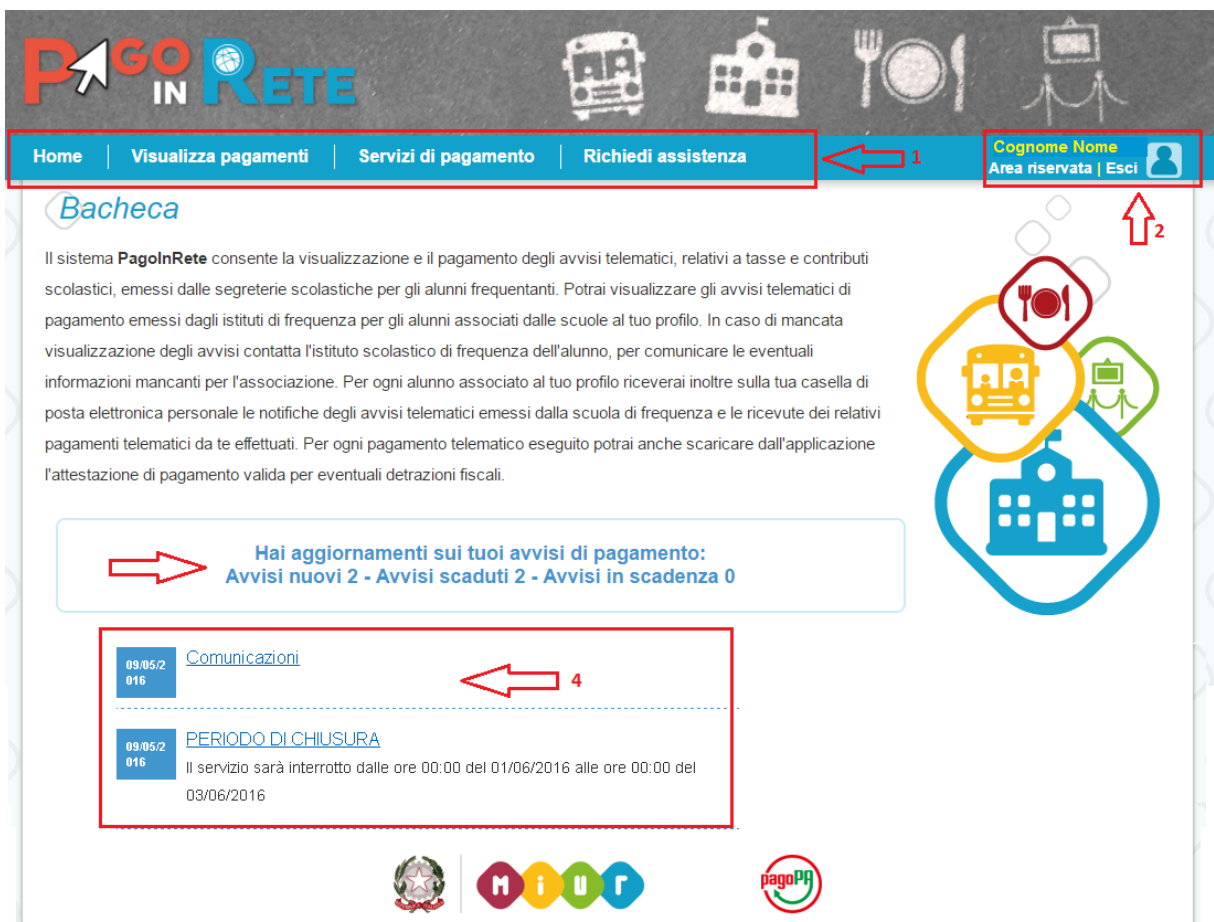 PAGO
IN RETE
Home Visualizza pagamenti Servizi di pagamento Richiedi assistenza
1
Cognome Nome
Area riservata | Esci
2
Bacheca
Il sistema PagoInRete consente la visualizzazione e il pagamento degli avvisi telematici, relativi a tasse e contributi
scolastici, emessi dalle segreterie scolastiche per gli alunni frequentanti. Potrai visualizzare gli avvisi telematici di
pagamento emessi dagli istituti di frequenza per gli alunni associati dalle scuole al tuo profilo. In caso di mancata
visualizzazione degli avvisi contatta l'istituto scolastico di frequenza dell'alunno, per comunicare le eventuali
informazioni mancanti per l'associazione. Per ogni alunno associato al tuo profilo riceverai inoltre sulla tua casella di
posta elettronica personale le notifiche degli avvisi telematici emessi dalla scuola di frequenza e le ricevute dei relativi
pagamenti telematici da te effettuati. Per ogni pagamento telematico eseguito potrai anche scaricare dall'applicazione
l'attestazione di pagamento valida per eventuali detrazioni fiscali.
Hai aggiornamenti sui tuoi avvisi di pagamento:
Avvisi nuovi 2 - Avvisi scaduti 2 - Avvisi in scadenza 0
09/05/2
016
Comunicazioni
4
09/05/2
016
PERIODO DI CHIUSURA
Il servizio sarà interrotto dalle ore 00:00 del 01/06/2016 alle ore 00:00 del
03/06/2016
MIUr
pagoPA